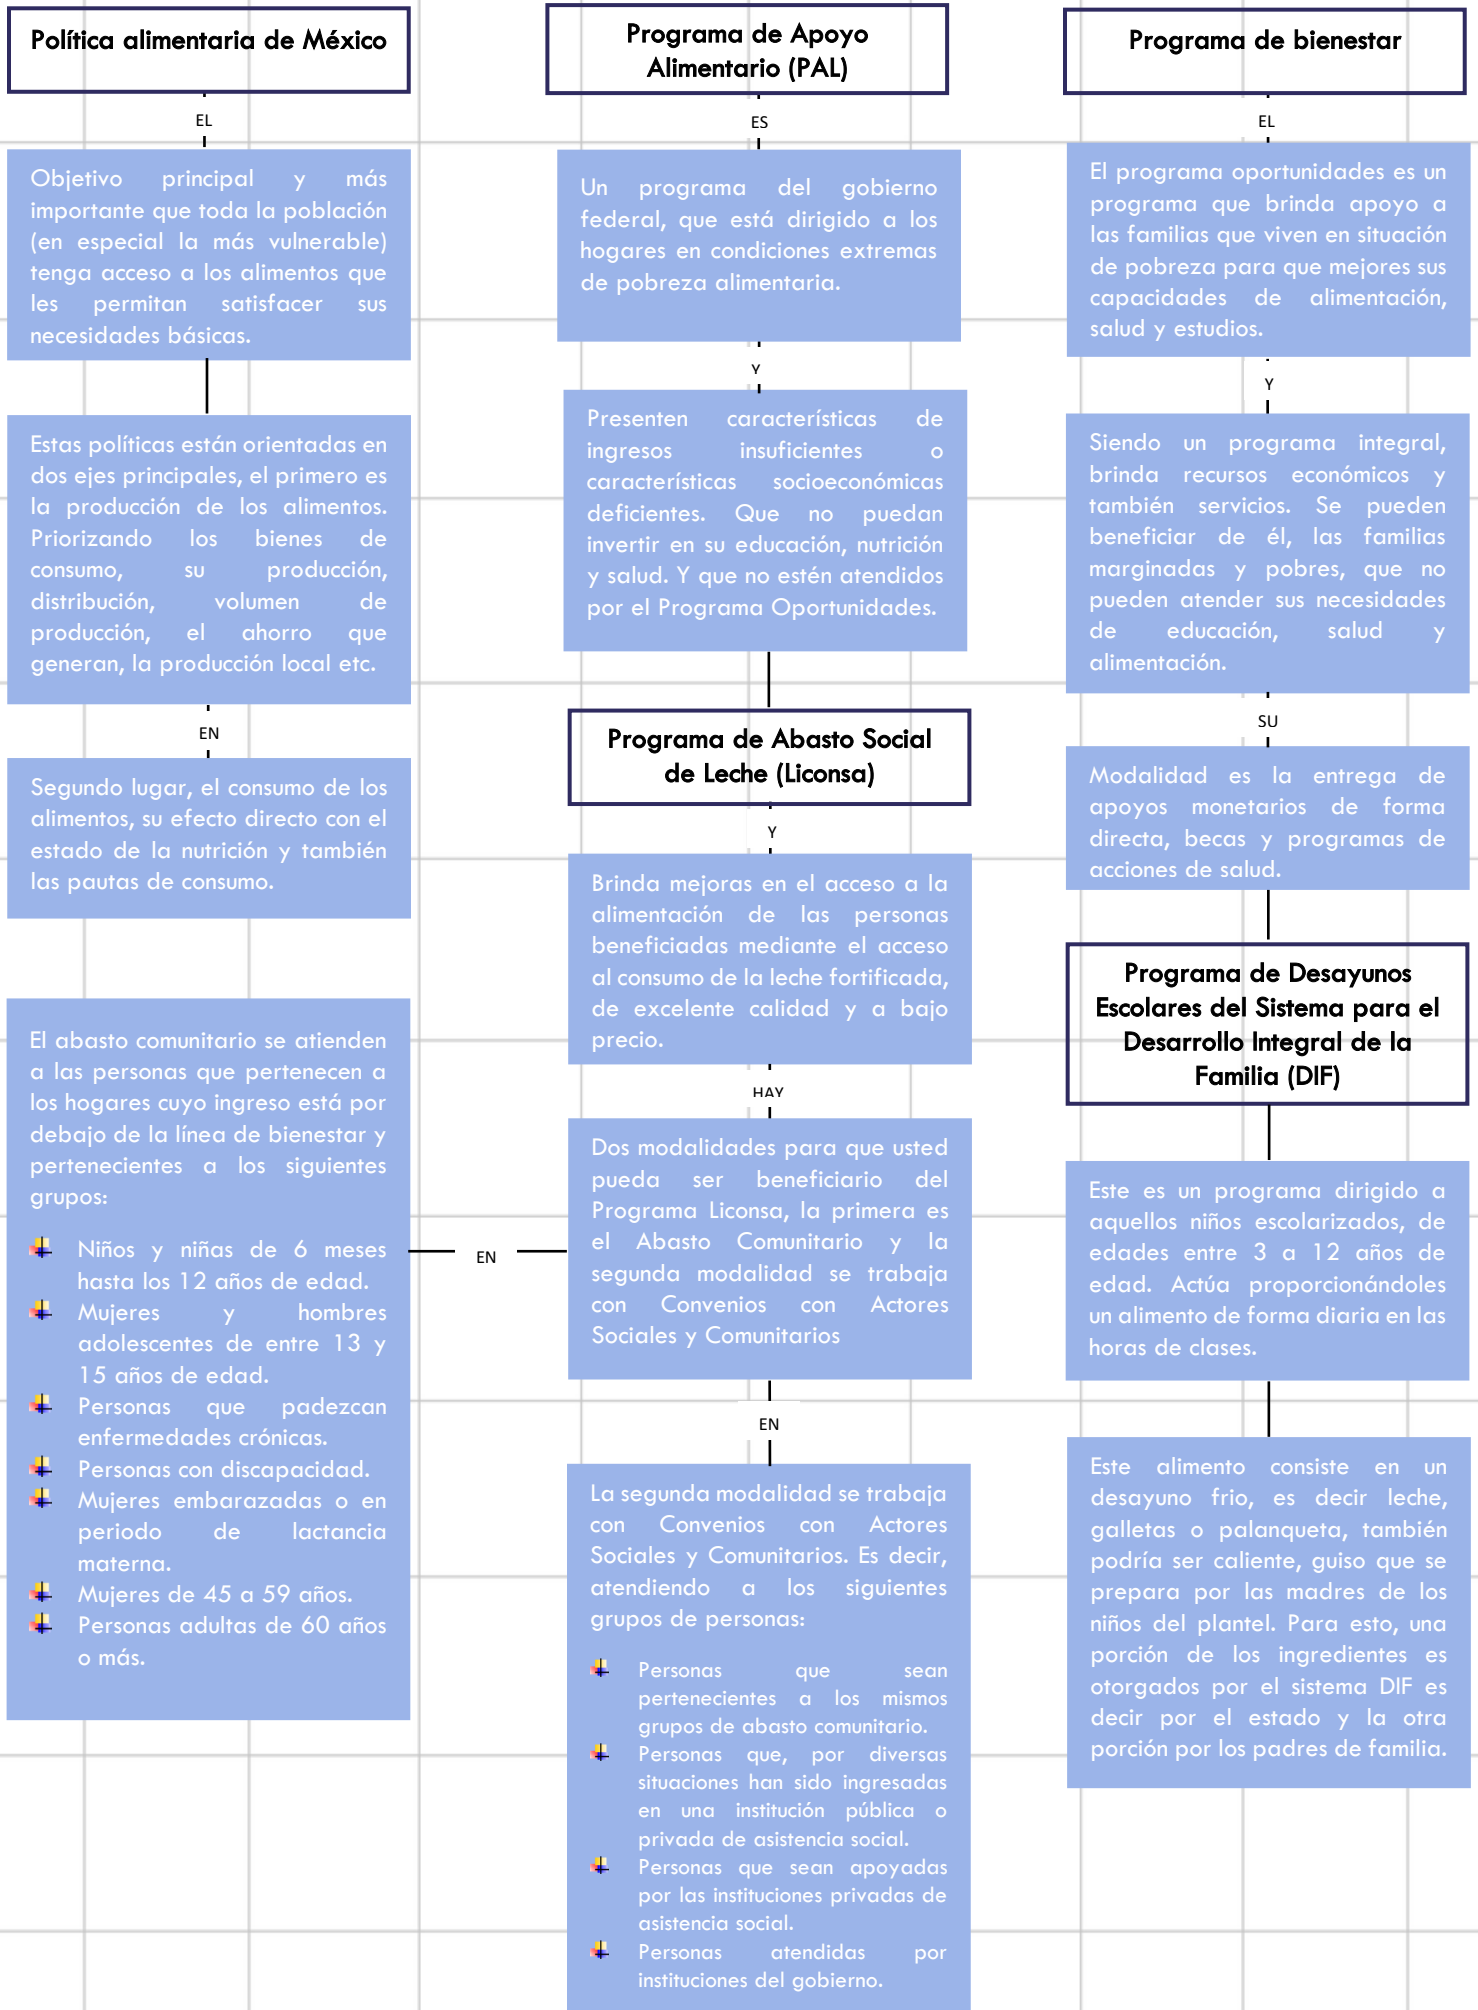 Política alimentaria de México
EL
Objetivo principal y más
importante que toda la población
(en especial la más vulnerable)
tenga acceso a los alimentos que
les permitan satisfacer sus
necesidades básicas.
Estas políticas están orientadas en
dos ejes principales, el primero es
la producción de los alimentos.
Priorizando los bienes de
consumo, su producción,
distribución, volumen de
producción, el ahorro que
generan, la producción local etc.
EN
Segundo lugar, el consumo de los
alimentos, su efecto directo con el
estado de la nutrición y también
las pautas de consumo.
El abasto comunitario se atienden
a las personas que pertenecen a
los hogares cuyo ingreso está por
debajo de la línea de bienestar y
pertenecientes a los siguientes
grupos:
Niños y niñas de 6 meses
hasta los 12 años de edad.
Mujeres y hombres
adolescentes de entre 13 y
15 años de edad.
Personas que padezcan
enfermedades crónicas.
Personas con discapacidad.
Mujeres embarazadas o en
periodo de lactancia
materna.
Mujeres de 45 a 59 años.
Personas adultas de 60 años
o más.
EN
Programa de Apoyo
Alimentario (PAL)
ES
Un programa del gobierno
federal, que está dirigido a los
hogares en condiciones extremas
de pobreza alimentaria.
Y
Presenten características de
ingresos insuficientes o
características socioeconómicas
deficientes. Que no puedan
invertir en su educación, nutrición
y salud. Y que no estén atendidos
por el Programa Oportunidades.
Programa de Abasto Social
de Leche (Liconsa)
Y
Brinda mejoras en el acceso a la
alimentación de las personas
beneficiadas mediante el acceso
al consumo de la leche fortificada,
de excelente calidad y a bajo
precio.
HAY
Dos modalidades para que usted
pueda ser beneficiario del
Programa Liconsa, la primera es
el Abasto Comunitario y la
segunda modalidad se trabaja
con Convenios con Actores
Sociales y Comunitarios
EN
La segunda modalidad se trabaja
con Convenios con Actores
Sociales y Comunitarios. Es decir,
atendiendo a los siguientes
grupos de personas:
Personas que sean
pertenecientes a los mismos
grupos de abasto comunitario.
Personas que, por diversas
situaciones han sido ingresadas
en una institución pública o
privada de asistencia social.
Personas que sean apoyadas
por las instituciones privadas de
asistencia social.
Personas atendidas por
instituciones del gobierno.
Programa de bienestar
EL
El programa oportunidades es un
programa que brinda apoyo a
las familias que viven en situación
de pobreza para que mejores sus
capacidades de alimentación,
salud y estudios.
Y
Siendo un programa integral,
brinda recursos económicos y
también servicios. Se pueden
beneficiar de él, las familias
marginadas y pobres, que no
pueden atender sus necesidades
de educación, salud y
alimentación.
SU
Modalidad es la entrega de
apoyos monetarios de forma
directa, becas y programas de
acciones de salud.
Programa de Desayunos
Escolares del Sistema para el
Desarrollo Integral de la
Familia (DIF)
Este es un programa dirigido a
aquellos niños escolarizados, de
edades entre 3 a 12 años de
edad. Actúa proporcionándoles
un alimento de forma diaria en las
horas de clases.
Este alimento consiste en un
desayuno frio, es decir leche,
galletas o palanqueta, también
podría ser caliente, guiso que se
prepara por las madres de los
niños del plantel. Para esto, una
porción de los ingredientes es
otorgados por el sistema DIF es
decir por el estado y la otra
porción por los padres de familia.